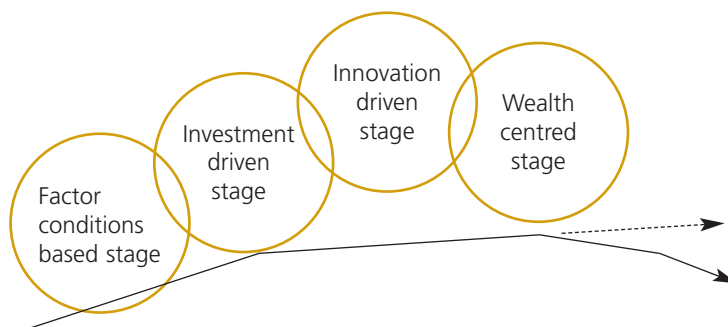 Factor
conditions
based stage
Investment
driven
stage
Innovation
driven
stage
Wealth
centred
stage